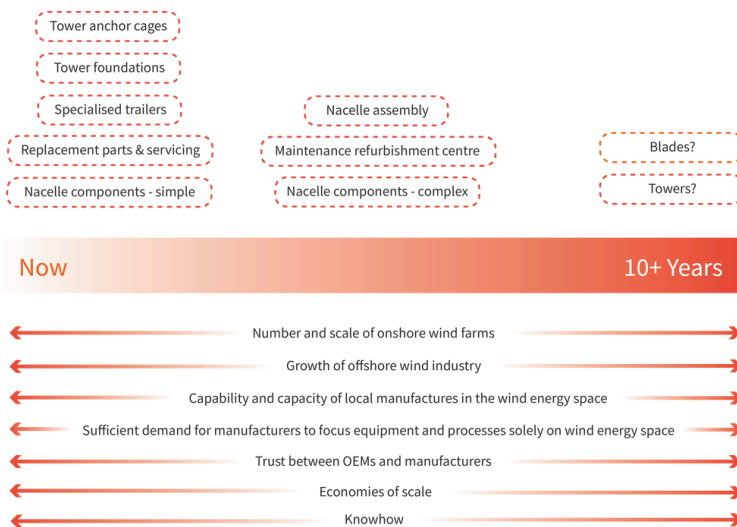 Tower anchor cages
Tower foundations
Specialised trailers
Replacement parts & servicing
Nacelle components - simple
Nacelle assembly
Maintenance refurbishment centre
Nacelle components - complex
Blades?
Towers?
Now
10+ Years
Number and scale of onshore wind farms
Growth of offshore wind industry
Capability and capacity of local manufactures in the wind energy space
Sufficient demand for manufacturers to focus equipment and processes solely on wind energy space
Trust between OEMs and manufacturers
Economies of scale
Knowhow